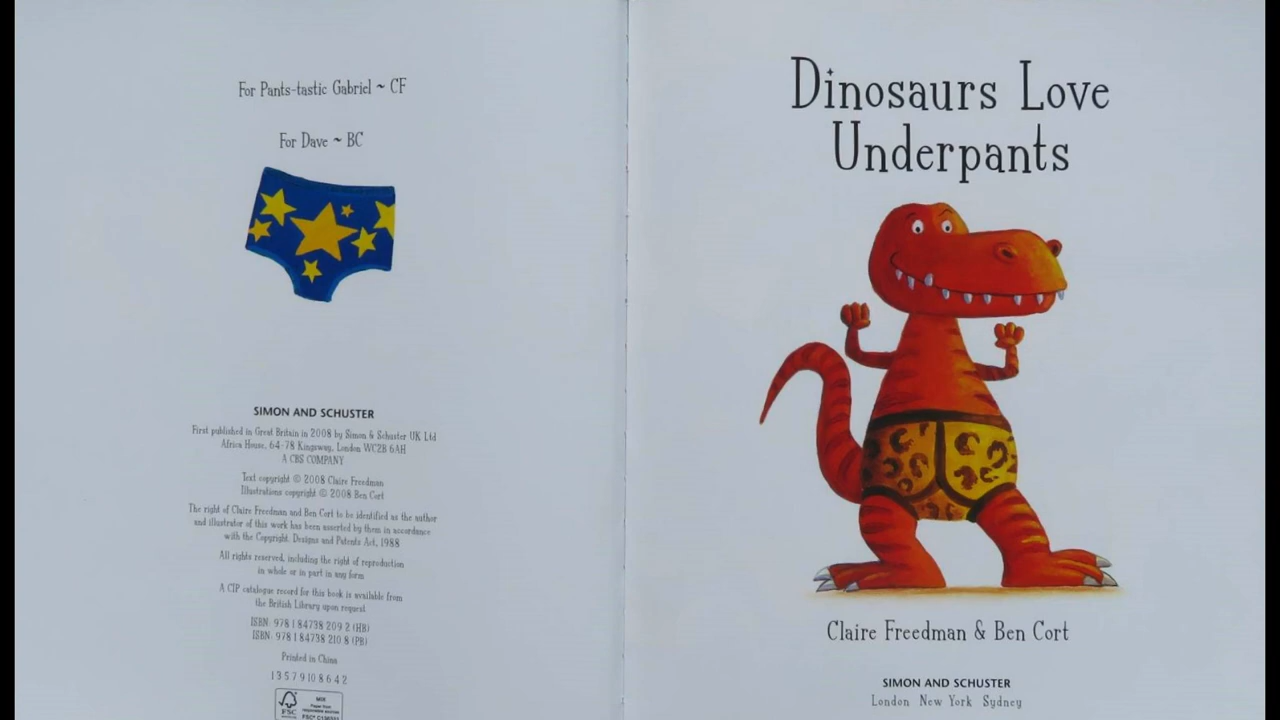 For Pants-tastic Gabriel ~ CF
For Dave ~ BC
SIMON AND SCHUSTER
First published in Great Britain in 2008 by Simon & Schuster UK Ltd
Africa House, 64-78 Kingsway, London WC2B 6AH
A CBS COMPANY
Text copyright © 2008 Claire Freedman
Illustrations copyright © 2008 Ben Cort
The right of Claire Freedman and Ben Cort to be identified as the author
and illustrator of this work has been asserted by them in accordance
with the Copyright, Designs and Patents Act, 1988
All rights reserved, including the right of reproduction
in whole or in part in any form
A CIP catalogue record for this book is available from
the British Library upon request
ISBN: 978 1 84738 209 2 (HB)
ISBN: 978 1 84738 210 8 (PB)
Printed in China
1 3 5 7 9 10 8 6 4 2
FSC
MIX
Paper from
responsible sources
Dinosaurs Love
Underpants
Claire Freedman & Ben Cort
SIMON AND SCHUSTER
London New York Sydney